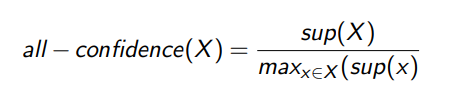 all − confidence(X) = sup(X) / max_{x∈X}(sup(x)